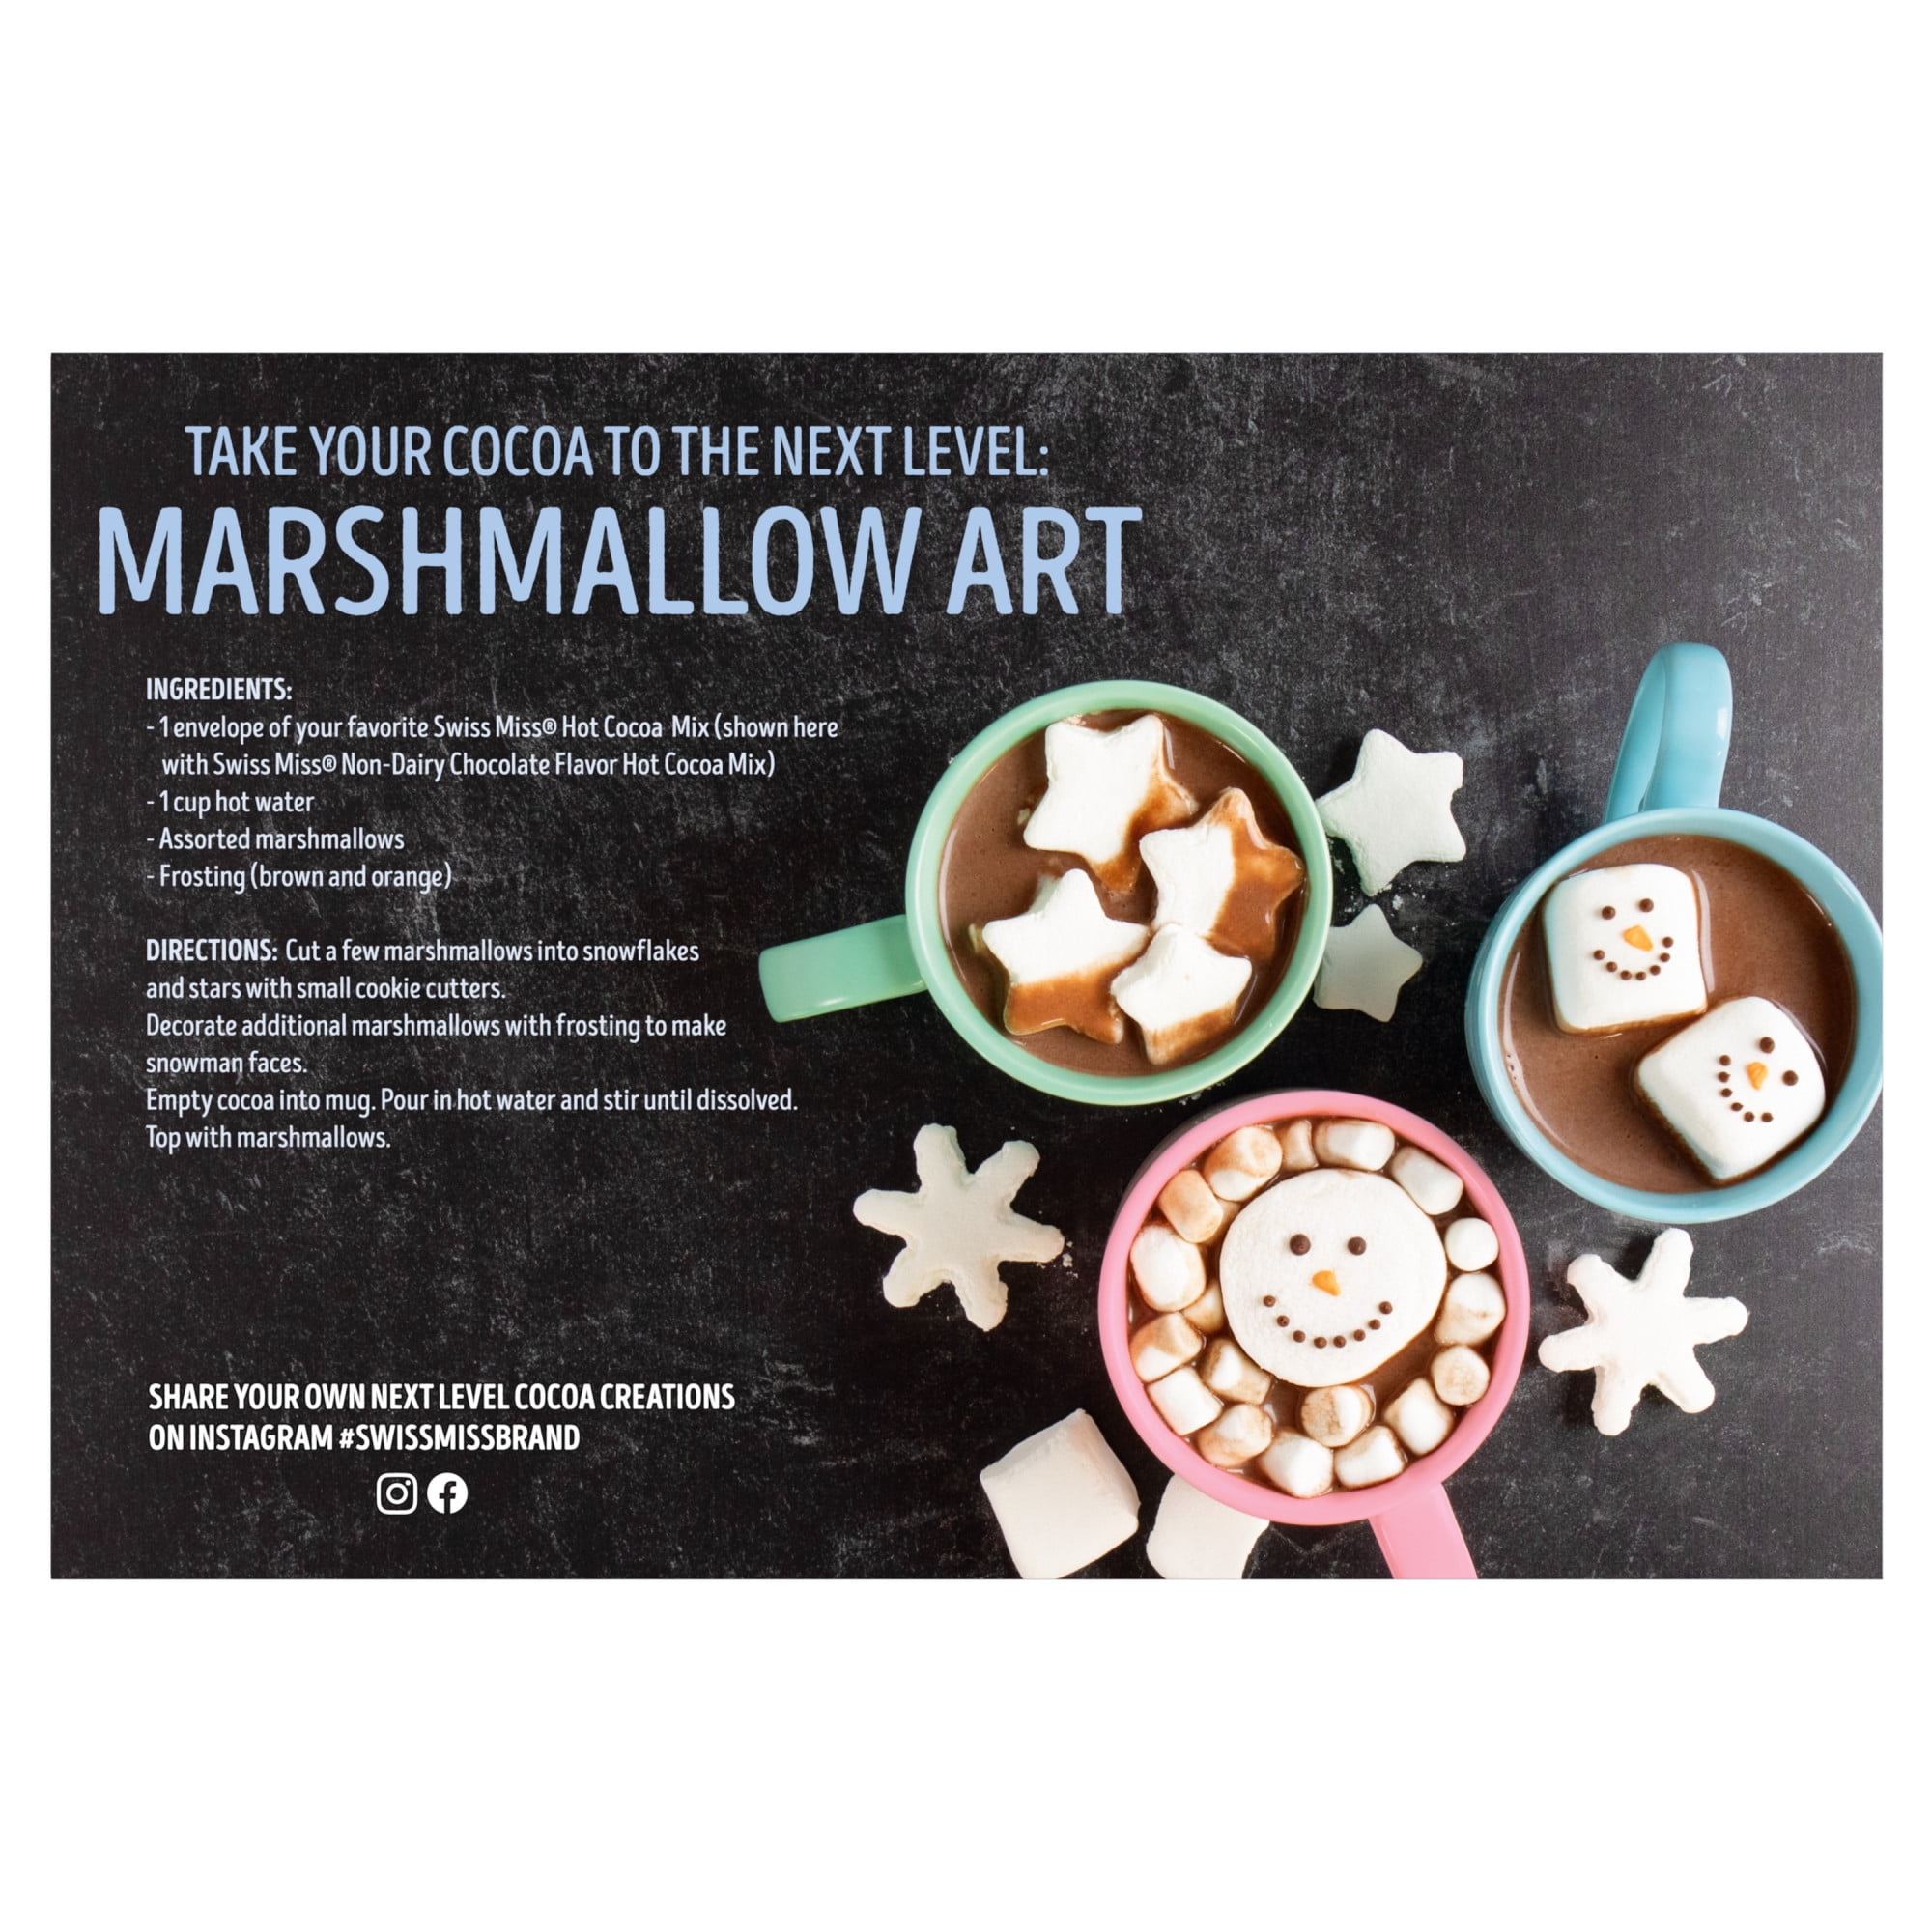 TAKE YOUR COCOA TO THE NEXT LEVEL:
MARSHMALLOW ART
INGREDIENTS:
- 1 envelope of your favorite Swiss Miss® Hot Cocoa Mix (shown here
with Swiss Miss® Non-Dairy Chocolate Flavor Hot Cocoa Mix)
- 1 cup hot water
- Assorted marshmallows
- Frosting (brown and orange)
DIRECTIONS: Cut a few marshmallows into snowflakes
and stars with small cookie cutters.
Decorate additional marshmallows with frosting to make
snowman faces.
Empty cocoa into mug. Pour in hot water and stir until dissolved.
Top with marshmallows.
SHARE YOUR OWN NEXT LEVEL COCOA CREATIONS
ON INSTAGRAM #SWISSMISSBRAND